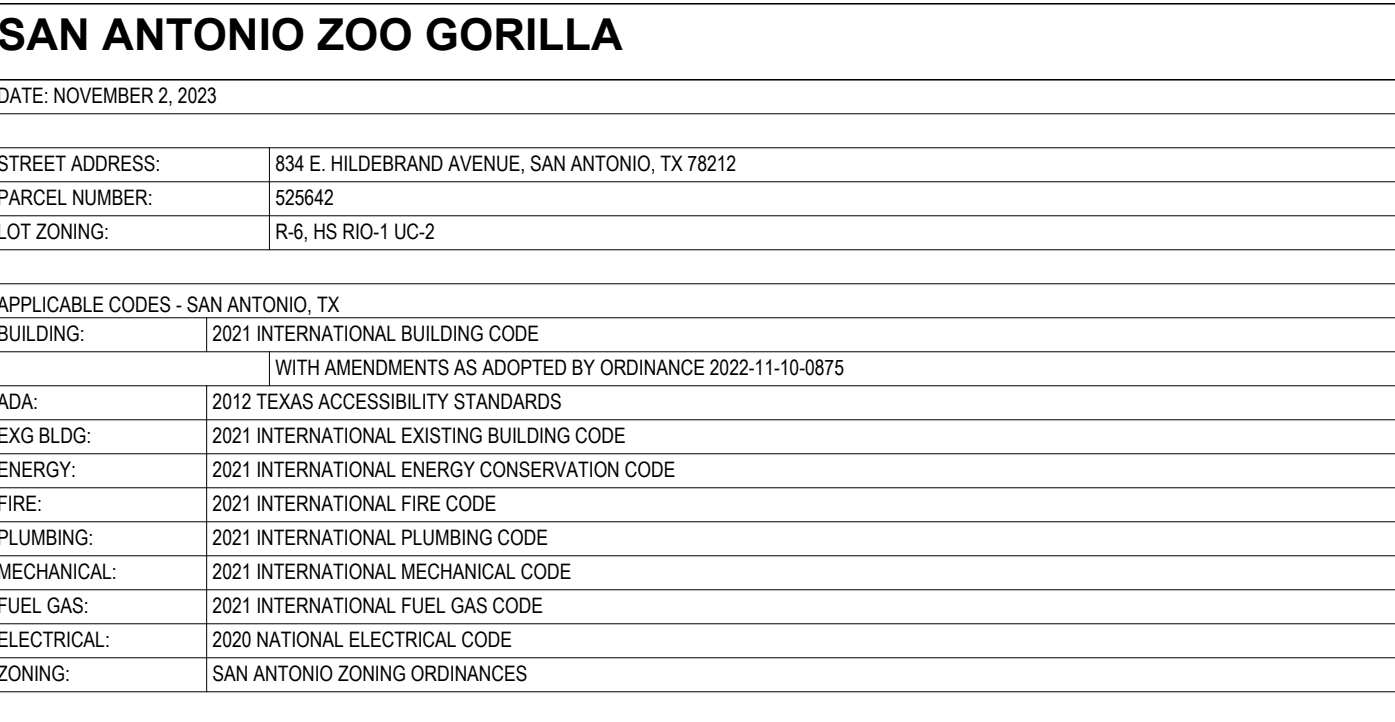 SAN ANTONIO ZOO GORILLA
DATE: NOVEMBER 2, 2023
STREET ADDRESS: 834 E. HILDEBRAND AVENUE, SAN ANTONIO, TX 78212
PARCEL NUMBER: 525642
LOT ZONING: R-6, HS RIO-1 UC-2
APPLICABLE CODES - SAN ANTONIO, TX
BUILDING: 2021 INTERNATIONAL BUILDING CODE
WITH AMENDMENTS AS ADOPTED BY ORDINANCE 2022-11-10-0875
ADA: 2012 TEXAS ACCESSIBILITY STANDARDS
EXG BLDG: 2021 INTERNATIONAL EXISTING BUILDING CODE
ENERGY: 2021 INTERNATIONAL ENERGY CONSERVATION CODE
FIRE: 2021 INTERNATIONAL FIRE CODE
PLUMBING: 2021 INTERNATIONAL PLUMBING CODE
MECHANICAL: 2021 INTERNATIONAL MECHANICAL CODE
FUEL GAS: 2021 INTERNATIONAL FUEL GAS CODE
ELECTRICAL: 2020 NATIONAL ELECTRICAL CODE
ZONING: SAN ANTONIO ZONING ORDINANCES